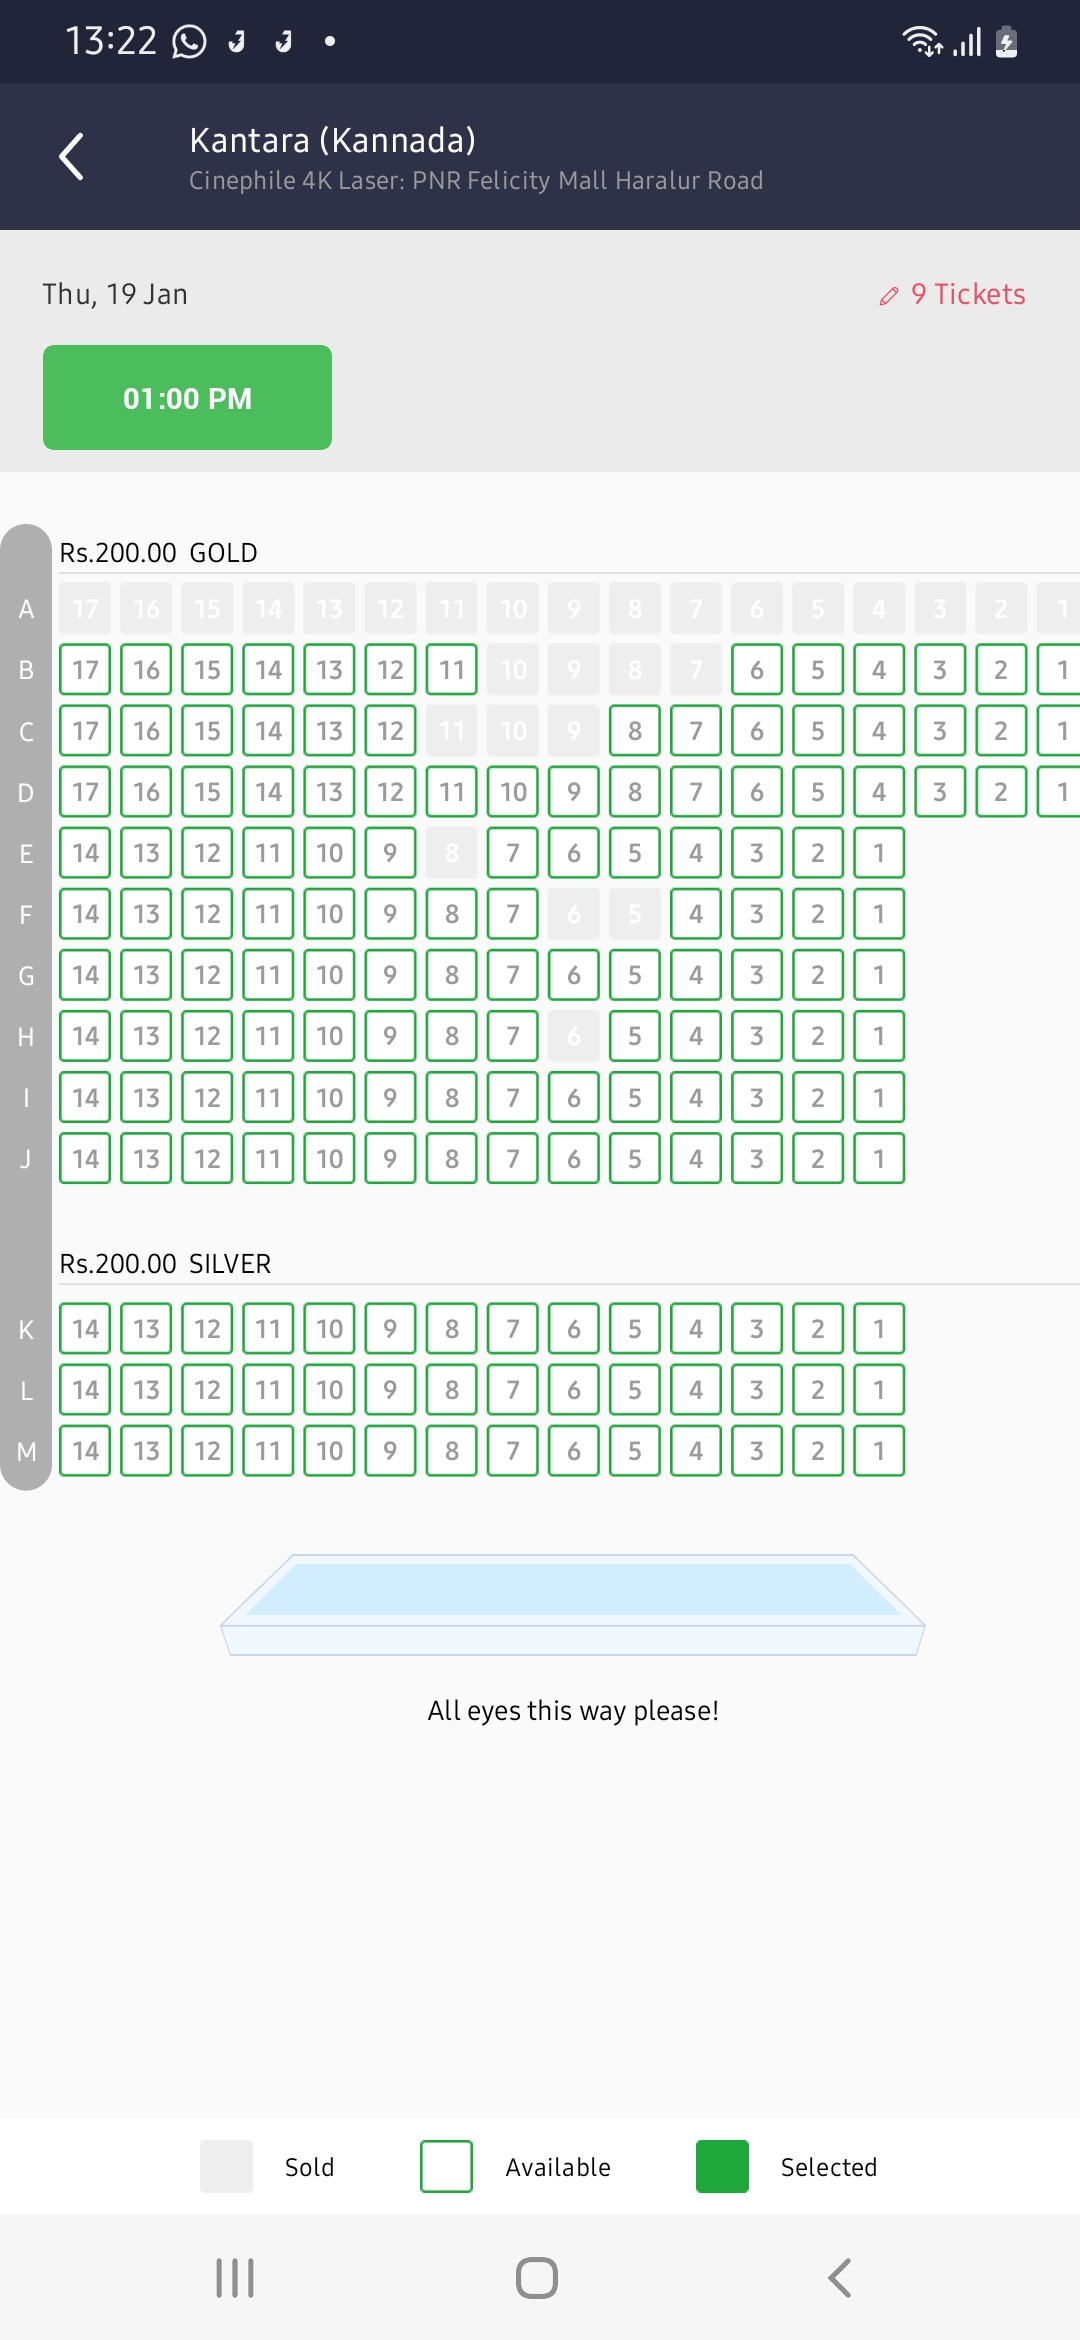 13:22
Kantara (Kannada)
Cinephile 4K Laser: PNR Felicity Mall Haralur Road
Thu, 19 Jan
9 Tickets
01:00 PM
Rs.200.00 GOLD
A 17 16 15 14 13 12 11 10 9 8 7 6 5 4 3 2 1
B 17 16 15 14 13 12 11 10 9 8 7 6 5 4 3 2 1
C 17 16 15 14 13 12 11 10 9 8 7 6 5 4 3 2 1
D 17 16 15 14 13 12 11 10 9 8 7 6 5 4 3 2 1
E 14 13 12 11 10 9 8 7 6 5 4 3 2 1
F 14 13 12 11 10 9 8 7 6 5 4 3 2 1
G 14 13 12 11 10 9 8 7 6 5 4 3 2 1
H 14 13 12 11 10 9 8 7 6 5 4 3 2 1
I 14 13 12 11 10 9 8 7 6 5 4 3 2 1
J 14 13 12 11 10 9 8 7 6 5 4 3 2 1
Rs.200.00 SILVER
K 14 13 12 11 10 9 8 7 6 5 4 3 2 1
L 14 13 12 11 10 9 8 7 6 5 4 3 2 1
M 14 13 12 11 10 9 8 7 6 5 4 3 2 1
All eyes this way please!
Sold Available Selected